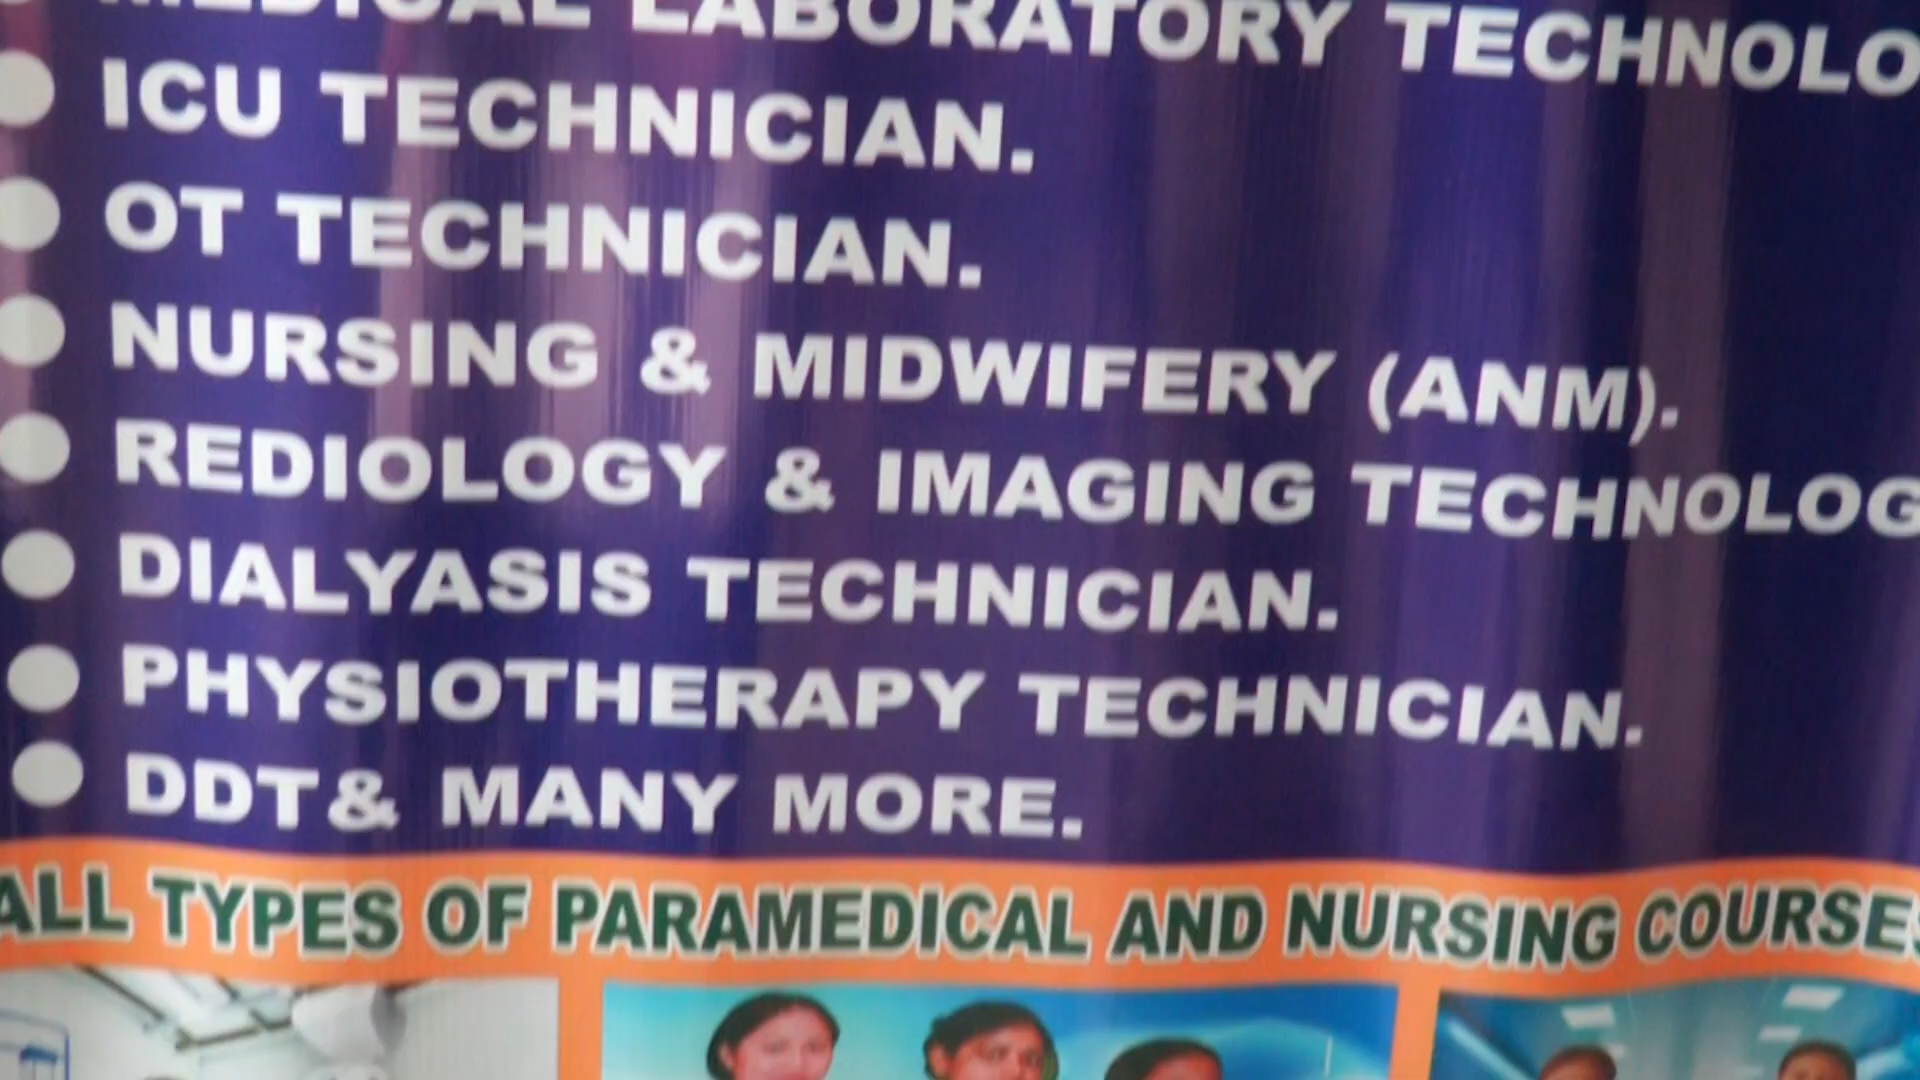 MEDICAL LABORATORY TECHNOLO
ICU TECHNICIAN.
OT TECHNICIAN.
NURSING & MIDWIFERY (ANM).
REDIOLOGY & IMAGING TECHNOLOG
DIALYASIS TECHNICIAN.
PHYSIOTHERAPY TECHNICIAN.
DDT& MANY MORE.
ALL TYPES OF PARAMEDICAL AND NURSING COURSES